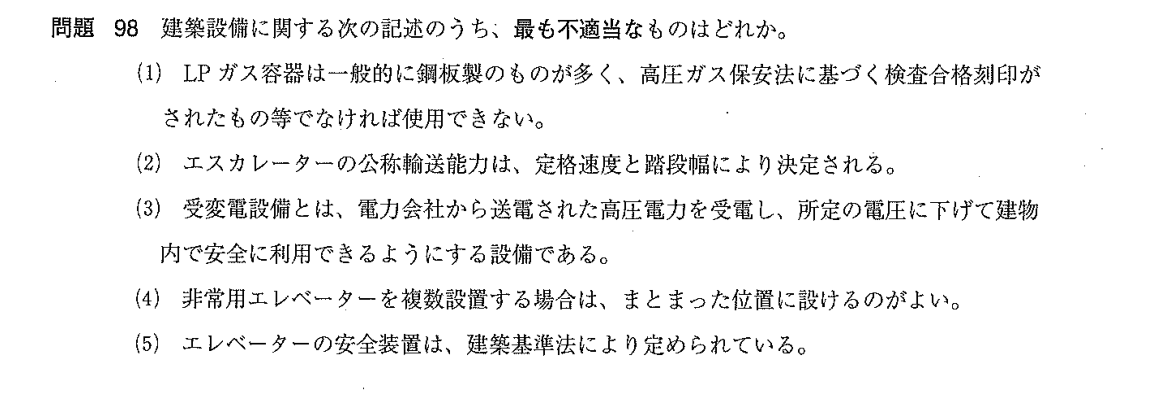 問題 98 建築設備に関する次の記述のうち、最も不適当なものはどれか。
(1) LP ガス容器は一般的に鋼板製のものが多く、高圧ガス保安法に基づく検査合格刻印が
されたもの等でなければ使用できない。
(2) エスカレーターの公称輸送能力は、定格速度と踏段幅により決定される。
(3) 受変電設備とは、電力会社から送電された高圧電力を受電し、所定の電圧に下げて建物
内で安全に利用できるようにする設備である。
(4) 非常用エレベーターを複数設置する場合は、まとまった位置に設けるのがよい。
(5) エレベーターの安全装置は、建築基準法により定められている。